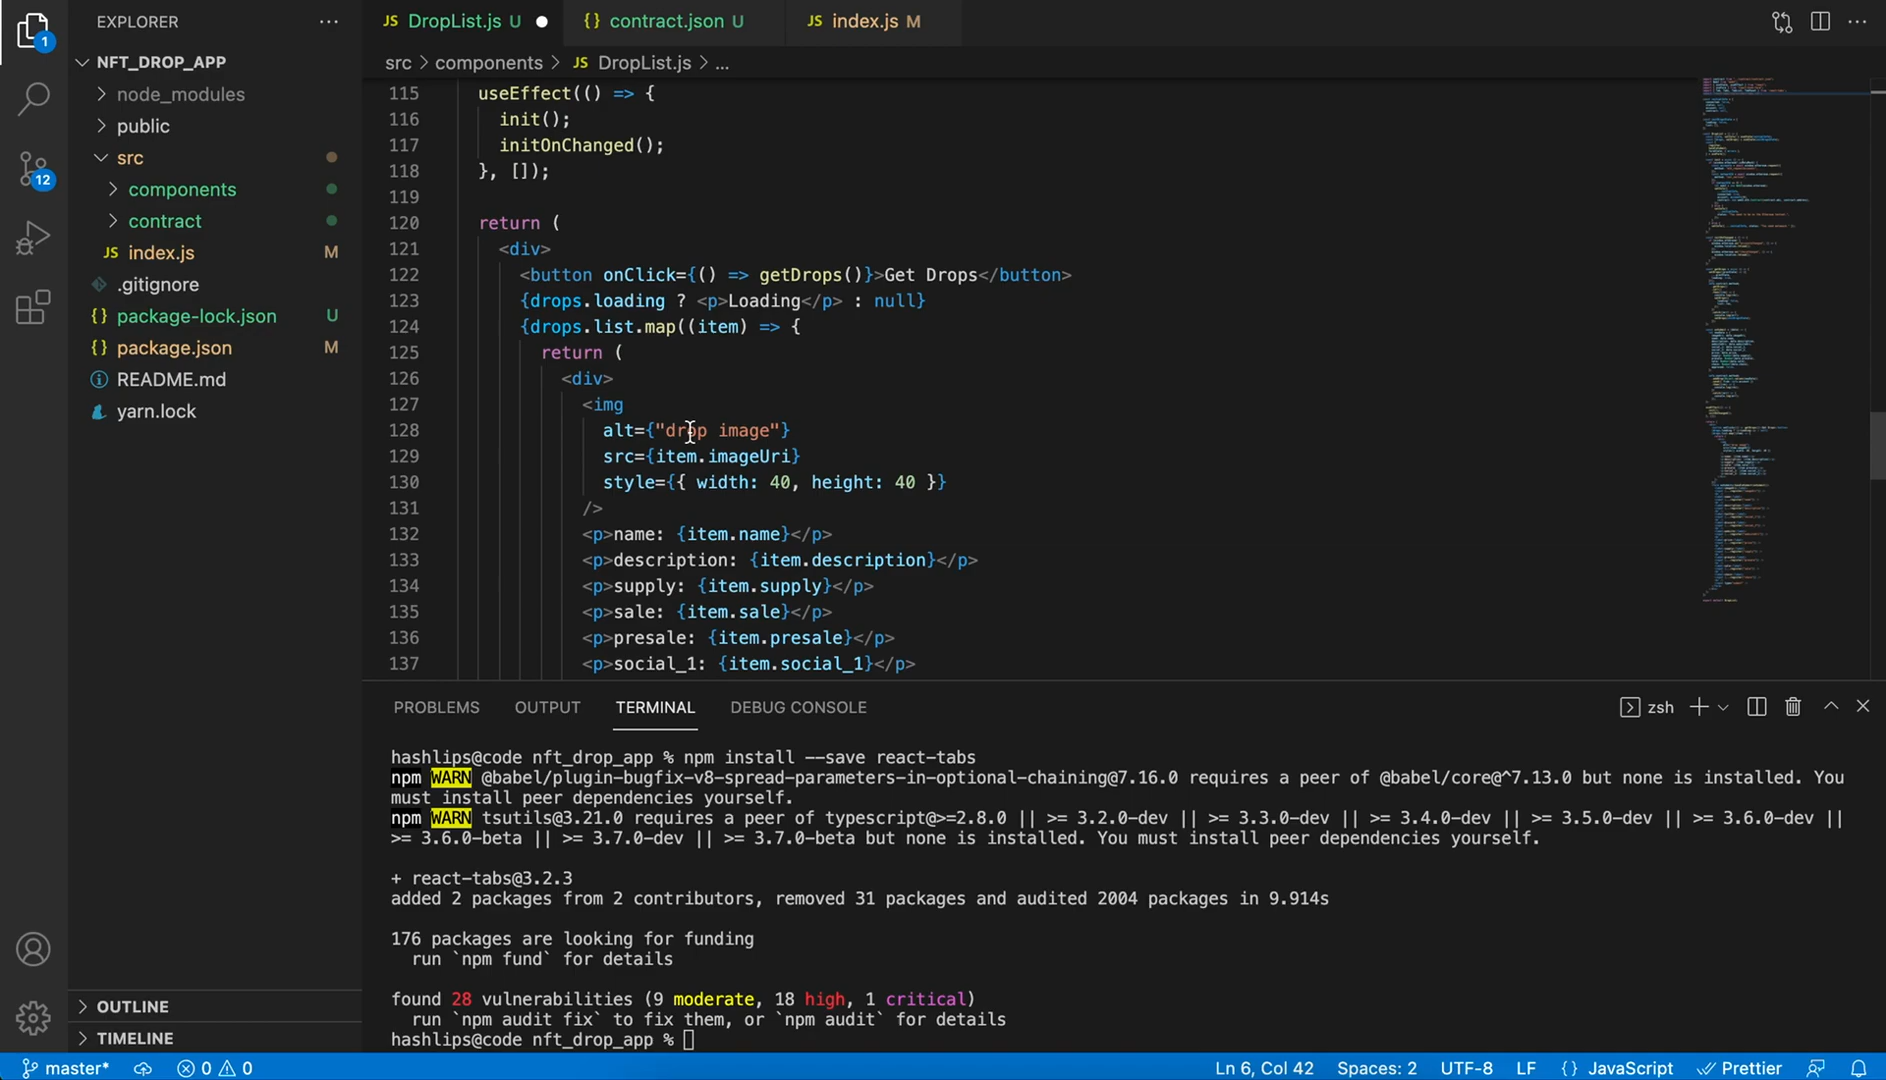 EXPLORER
JS DropList.js U
{} contract.json U
JS index.js M
1
NFT_DROP_APP
src > components > JS DropList.js > ...
node_modules
public
src
components
contract
JS index.js M
.gitignore
{} package-lock.json U
{} package.json M
README.md
yarn.lock
12
115 useEffect(() => {
116 init();
117 initOnChanged();
118 }, []);
119
120 return (
121 <div>
122 <button onClick={() => getDrops()}>Get Drops</button>
123 {drops.loading ? <p>Loading</p> : null}
124 {drops.list.map((item) => {
125 return (
126 <div>
127 <img
128 alt={"drop image"}
129 src={item.imageUri}
130 style={{ width: 40, height: 40 }}
131 />
132 <p>name: {item.name}</p>
133 <p>description: {item.description}</p>
134 <p>supply: {item.supply}</p>
135 <p>sale: {item.sale}</p>
136 <p>presale: {item.presale}</p>
137 <p>social_1: {item.social_1}</p>
PROBLEMS OUTPUT TERMINAL DEBUG CONSOLE
zsh
hashlips@code nft_drop_app % npm install --save react-tabs
npm WARN @babel/plugin-bugfix-v8-spread-parameters-in-optional-chaining@7.16.0 requires a peer of @babel/core@^7.13.0 but none is installed. You
must install peer dependencies yourself.
npm WARN tsutils@3.21.0 requires a peer of typescript@>=2.8.0 || >= 3.2.0-dev || >= 3.3.0-dev || >= 3.4.0-dev || >= 3.5.0-dev || >= 3.6.0-dev ||
>= 3.6.0-beta || >= 3.7.0-dev || >= 3.7.0-beta but none is installed. You must install peer dependencies yourself.
+ react-tabs@3.2.3
added 2 packages from 2 contributors, removed 31 packages and audited 2004 packages in 9.914s
176 packages are looking for funding
run `npm fund` for details
found 28 vulnerabilities (9 moderate, 18 high, 1 critical)
run `npm audit fix` to fix them, or `npm audit` for details
hashlips@code nft_drop_app %
OUTLINE
TIMELINE
master*
0 0
Ln 6, Col 42
Spaces: 2
UTF-8
LF
{} JavaScript
Prettier